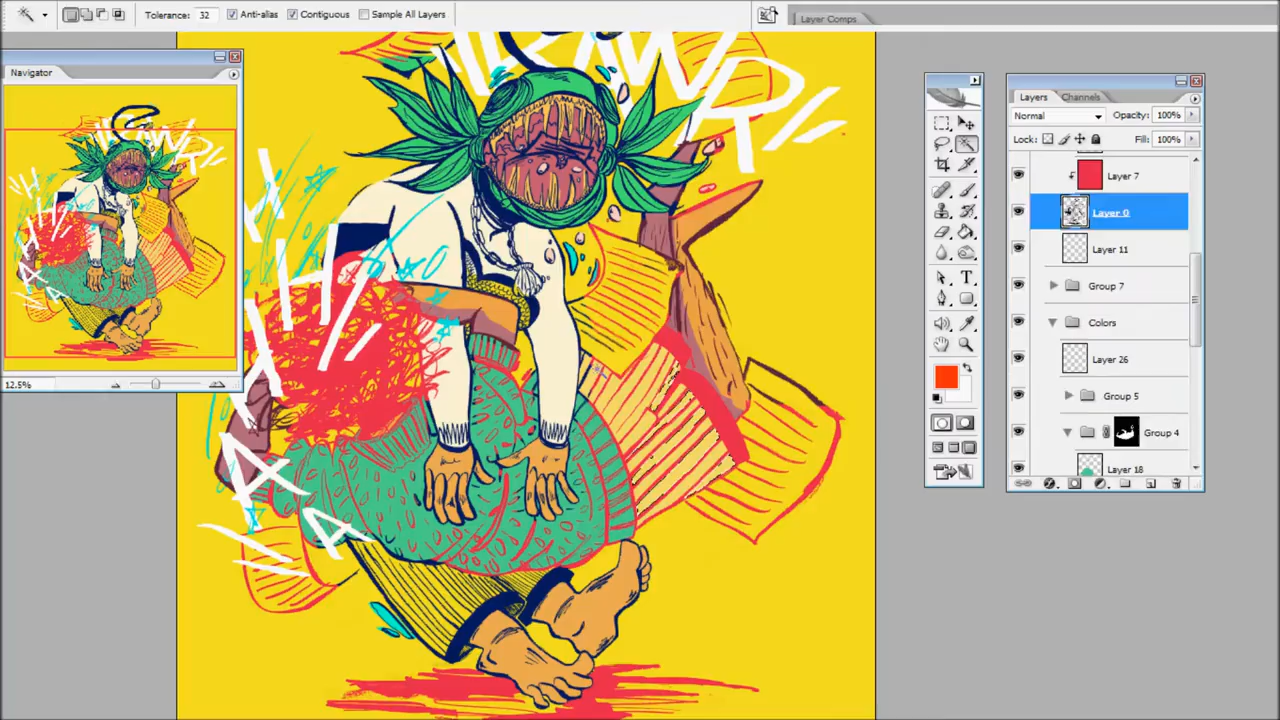 Tolerance: 32 Anti-alias Contiguous Sample All Layers
Layer Comps
Navigator
12.5%
RAWR
AHH
AAA
Layers Channels
Normal Opacity: 100%
Lock: Fill: 100%
Layer 7
Layer 0
Layer 11
Group 7
Colors
Layer 26
Group 5
Group 4
Layer 18